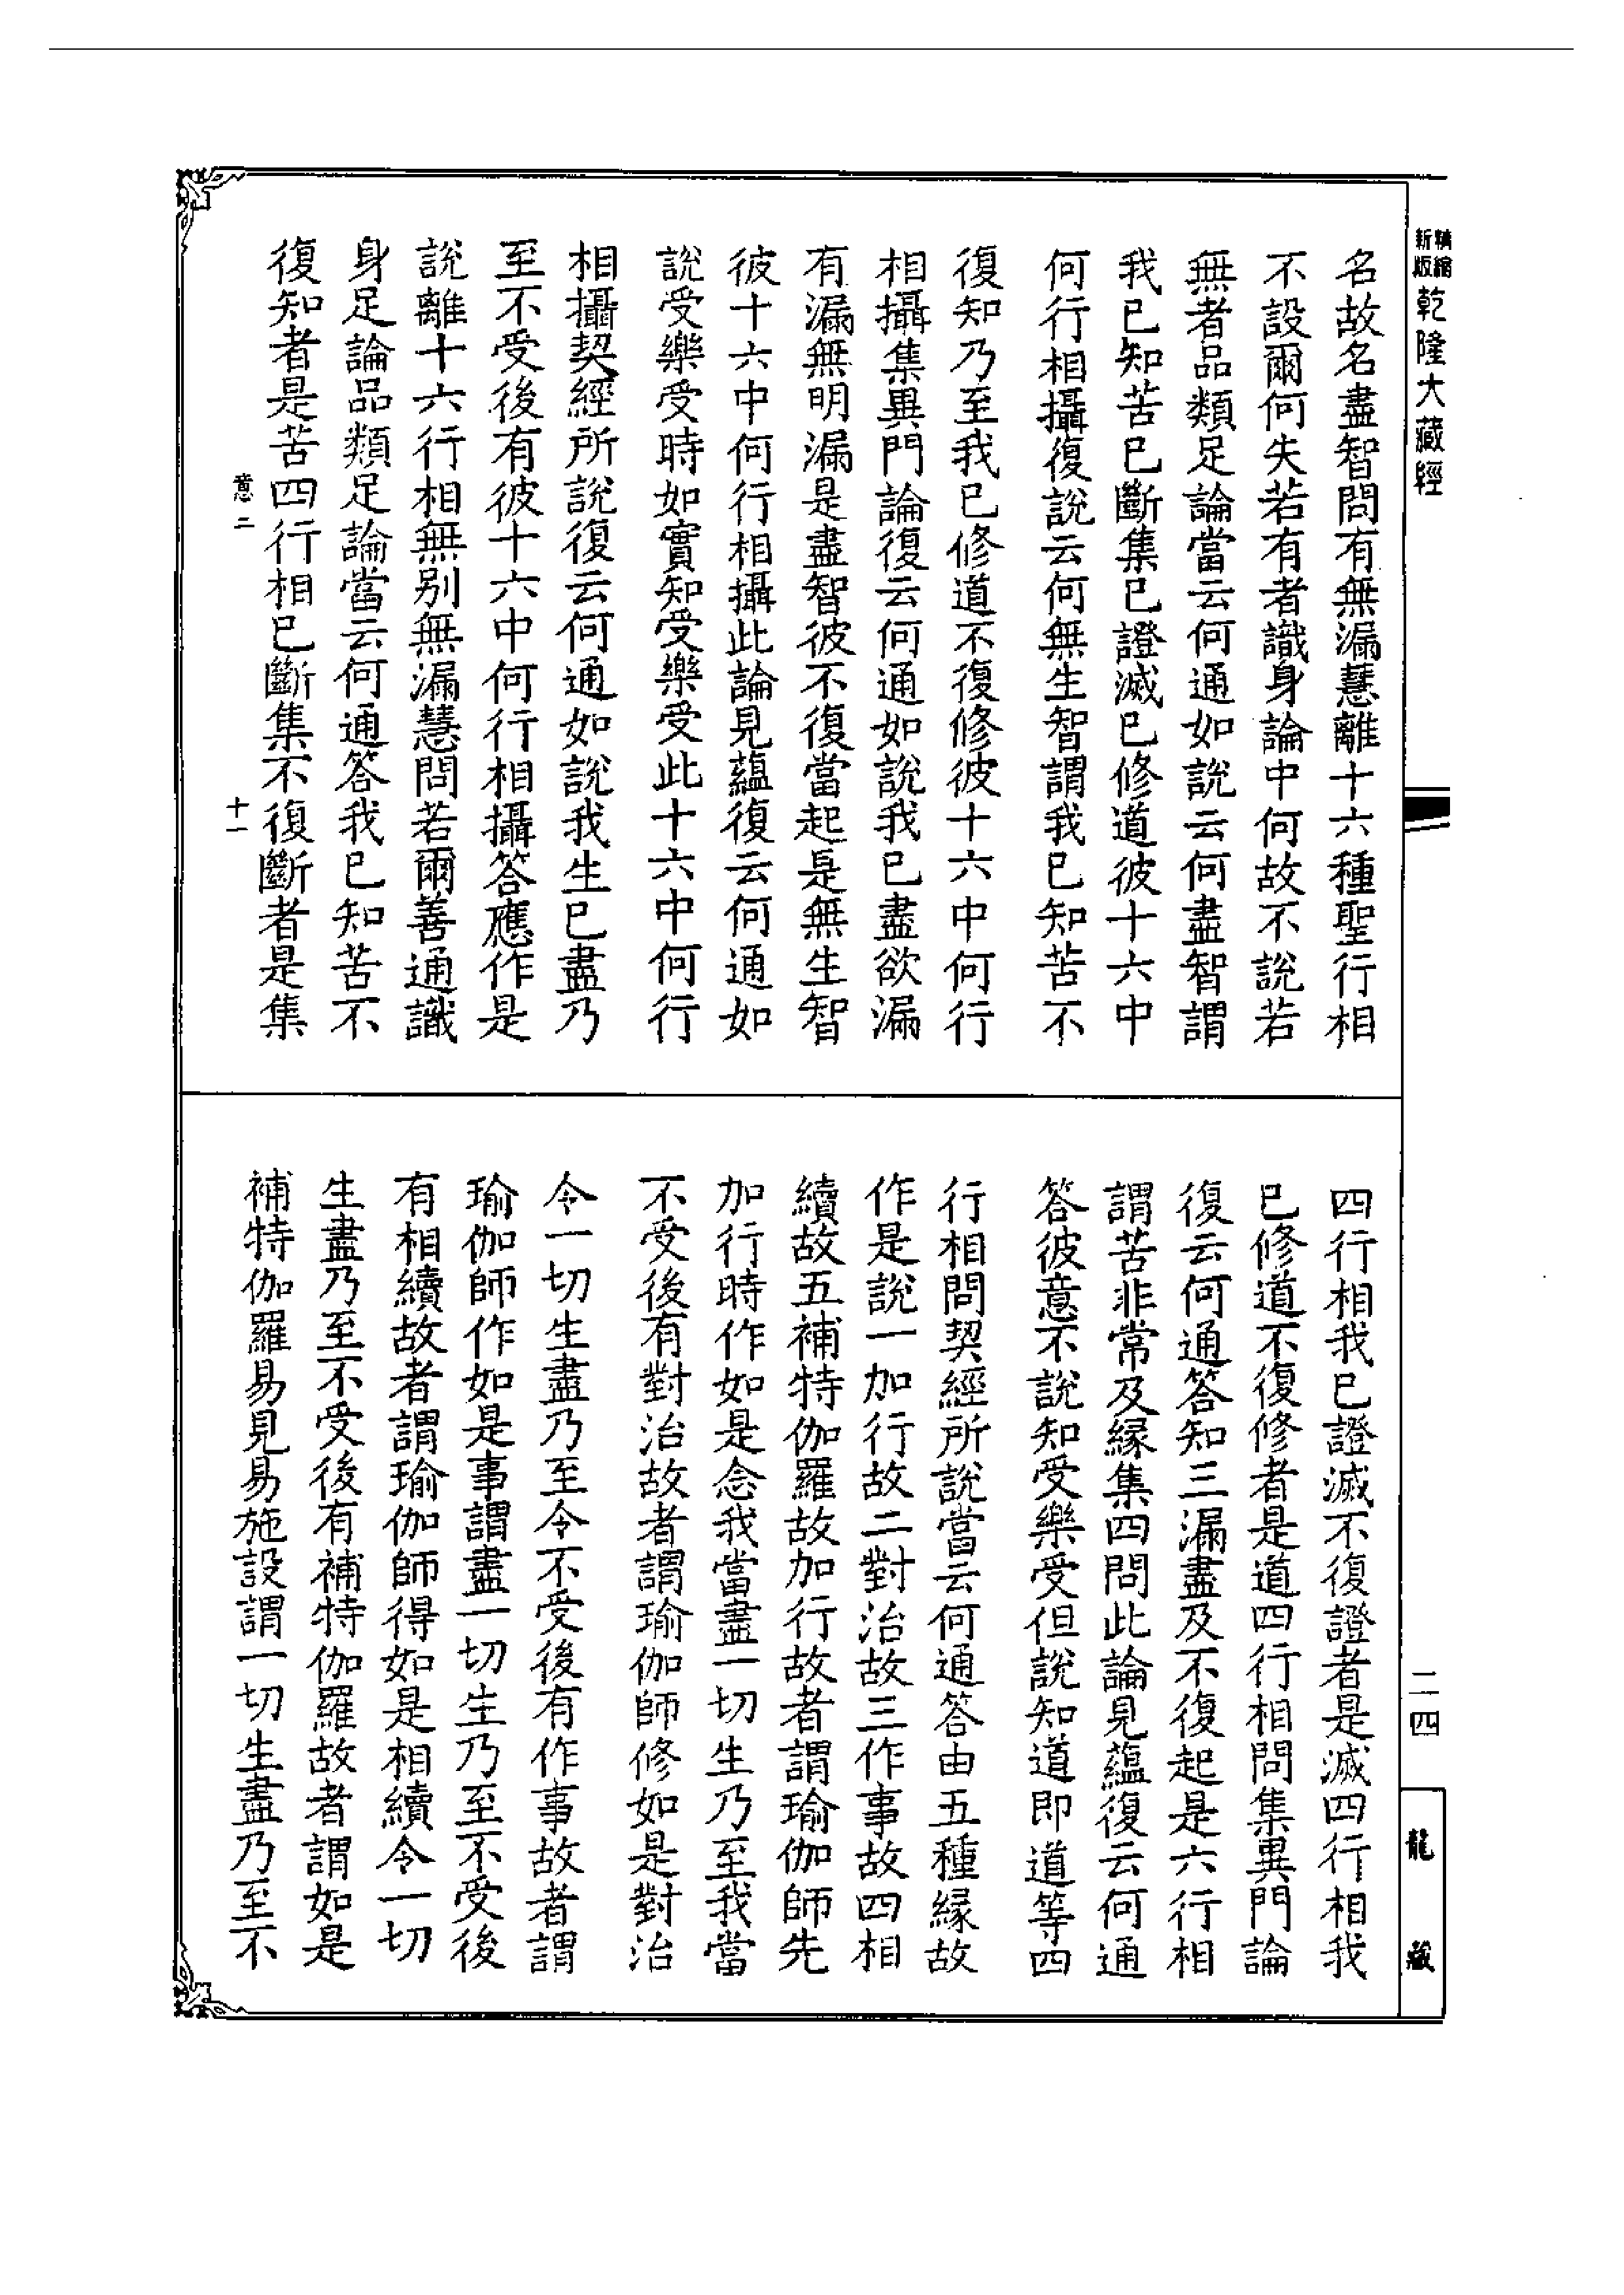 新精
版縮
乾隆大藏經
名故名盡智問有無漏慧離十六種聖行相
不設爾何失若有者識身論中何故不說若
無者品類足論當云何通如說云何盡智謂
我已知苦已斷集已證滅已修道彼十六中
何行相攝復說云何無生智謂我已知苦不
復知乃至我已修道不復修彼十六中何行
相攝集異門論復云何通如說我已盡欲漏
有漏無明漏是盡智彼不復當起是無生智
彼十六中何行相攝此論見蘊復云何通如
說受樂受時如實知受樂受此十六中何行
相攝契經所說復云何通如說我生已盡乃
至不受後有彼十六中何行相攝答應作是
說離十六行相無別無漏慧問若爾善通識
身足論品類足論當云何通答我已知苦不
復知者是苦四行相已斷集不復斷者是集
意二
十一
四行相我已證滅不復證者是滅四行相我
已修道不復修者是道四行相問集異門論
復云何通答知三漏盡及不復起是六行相
謂苦非常及緣集四問此論見蘊復云何通
答彼意不說知受樂受但說知道即道等四
行相問契經所說當云何通答由五種緣故
作是說一加行故二對治故三作事故四相
續故五補特伽羅故加行故者謂瑜伽師先
加行時作如是念我當盡一切生乃至我當
不受後有對治故者謂瑜伽師修如是對治
令一切生盡乃至令不受後有作事故者謂
瑜伽師作如是事謂盡一切生乃至不受後
有相續故者謂瑜伽師得如是相續令一切
生盡乃至不受後有補特伽羅故者謂如是
補特伽羅易見易施設謂一切生盡乃至不
二四
龍藏